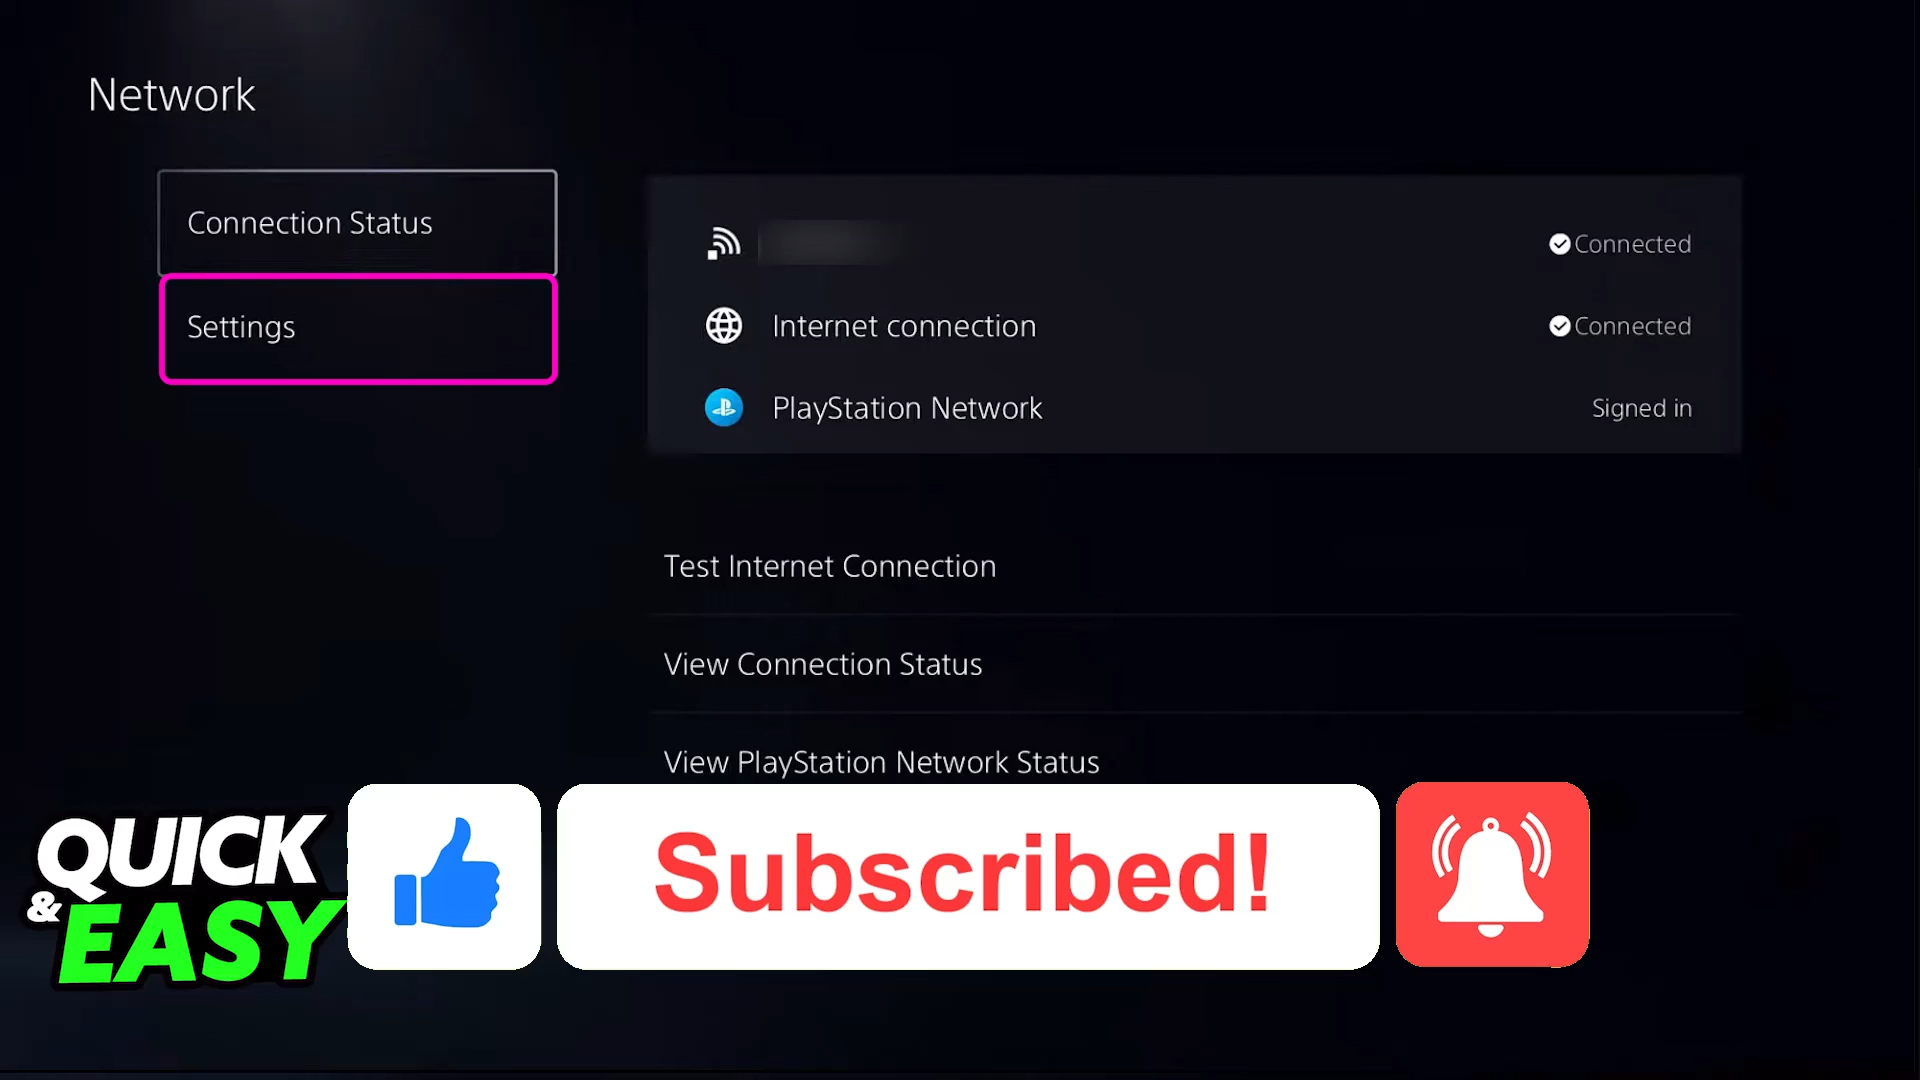 Network
Connection Status
Settings
Connected
Internet connection
Connected
PlayStation Network
Signed in
Test Internet Connection
View Connection Status
View PlayStation Network Status
QUICK
&EASY
Subscribed!